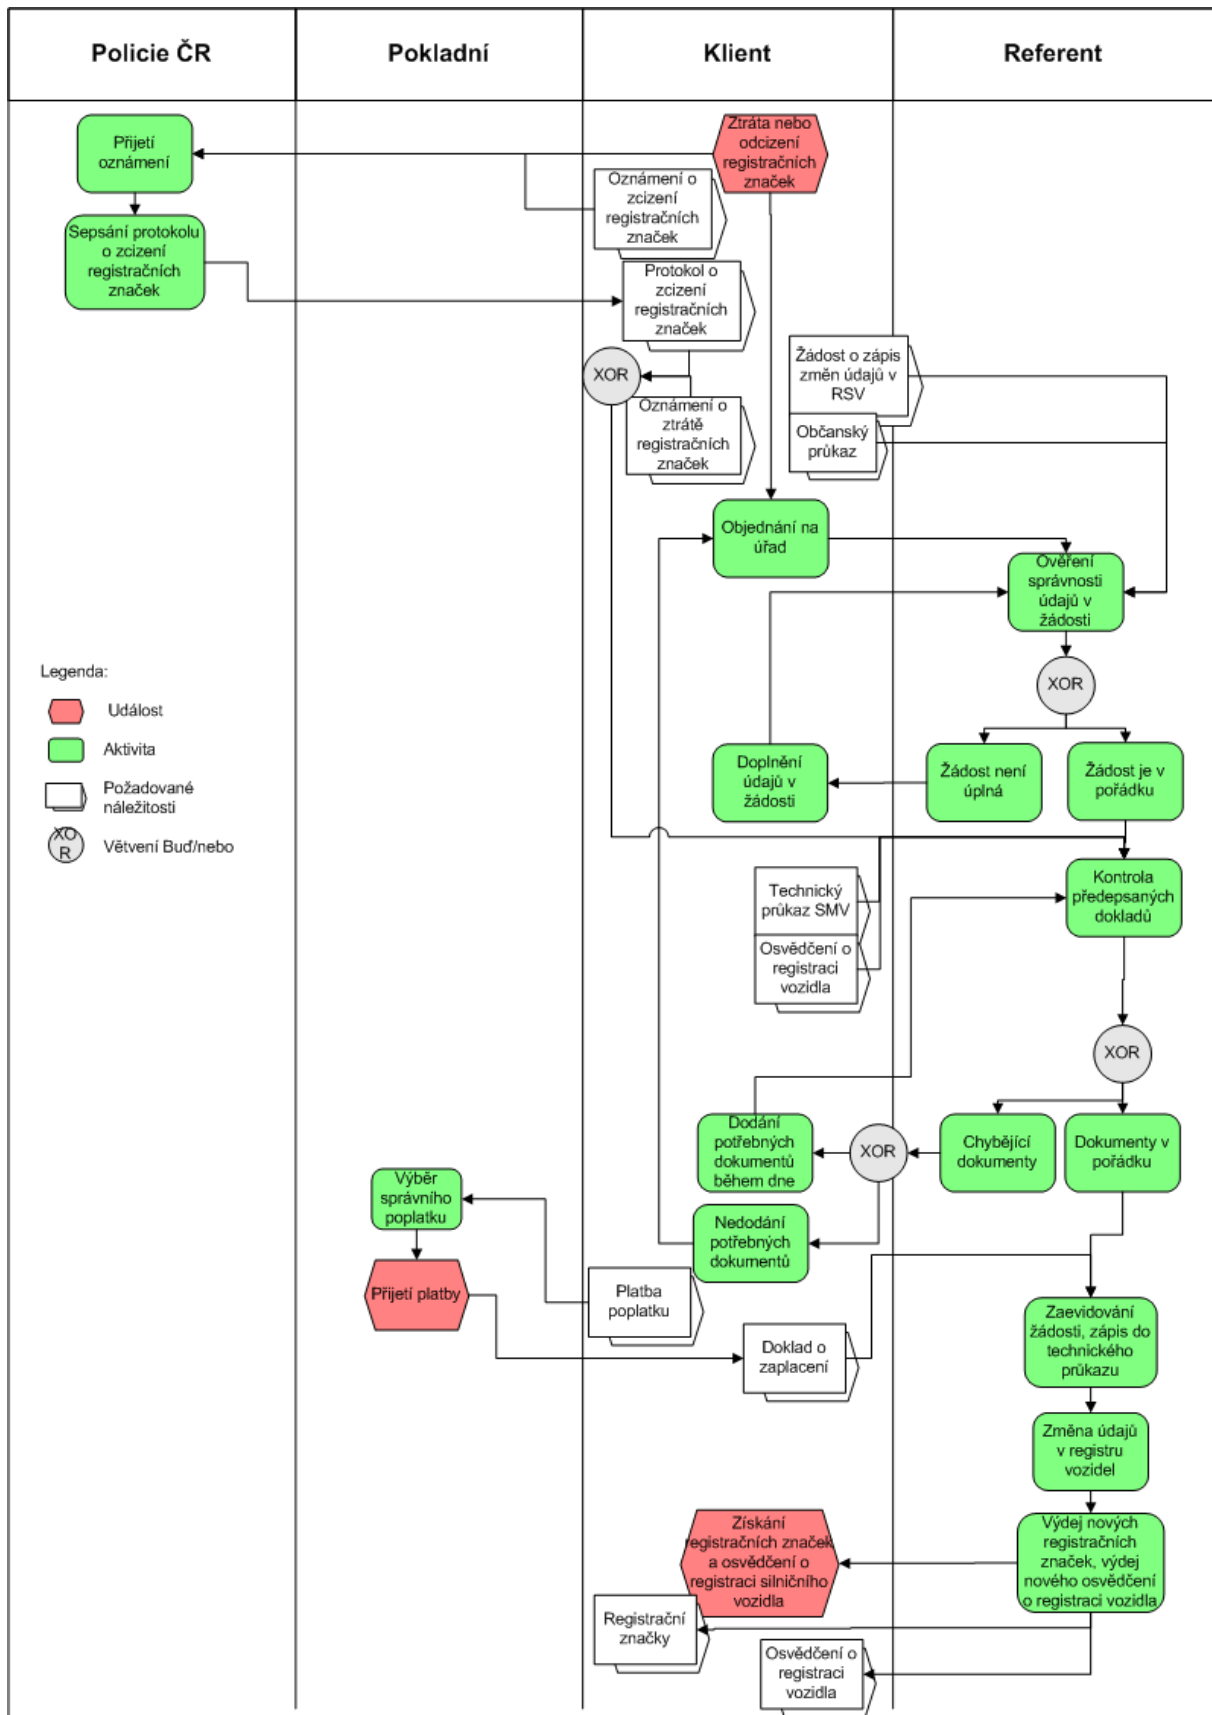 Policie ČR
Pokladní
Klient
Referent
Přijetí
oznámení
Ztráta nebo
odcizení
registračních
značek
Oznámení o
zcizení
registračních
značek
Sepsání protokolu
o zcizení
registračních
značek
Protokol o
zcizení
registračních
značek
XOR
Oznámení o
ztrátě
registračních
značek
Žádost o zápis
změn údajů v
RSV
Občanský
průkaz
Objednání na
úřad
Ověření
správnosti
údajů v
žádosti
XOR
Legenda:
Událost
Aktivita
Požadované
náležitosti
XO
R
Větvení Buď/nebo
Doplnění
údajů v
žádosti
Žádost není
úplná
Žádost je v
pořádku
Technický
průkaz SMV
Osvědčení o
registraci
vozidla
Kontrola
předepsaných
dokladů
XOR
Dodání
potřebných
dokumentů
během dne
XOR
Chybějící
dokumenty
Dokumenty v
pořádku
Výběr
správního
poplatku
Nedodání
potřebných
dokumentů
Přijetí platby
Platba
poplatku
Doklad o
zaplacení
Zaevidování
žádosti, zápis do
technického
průkazu
Změna údajů
v registru
vozidel
Získání
registračních značek
a osvědčení o
registraci silničního
vozidla
Výdej nových
registračních
značek, výdej
nového osvědčení
o registraci vozidla
Registrační
značky
Osvědčení o
registraci
vozidla